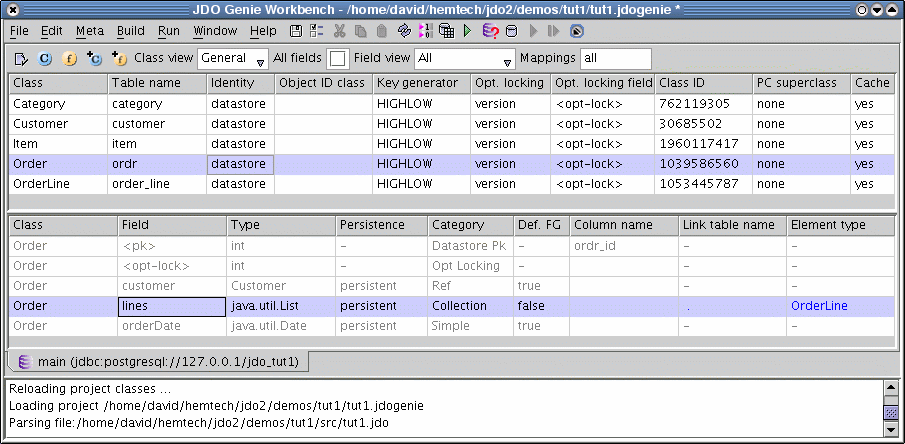 JDO Genie Workbench - /home/david/hemtech/jdo2/demos/tut1/tut1.jdogenie *
File Edit Meta Build Run Window Help
Class view General All fields Field view All Mappings all
Class Table name Identity Object ID class Key generator Opt. locking Opt. locking field Class ID PC superclass Cache
Category category datastore HIGHLOW version <opt-lock> 762119305 none yes
Customer customer datastore HIGHLOW version <opt-lock> 30685502 none yes
Item item datastore HIGHLOW version <opt-lock> 1960117417 none yes
Order ordr datastore HIGHLOW version <opt-lock> 1039586560 none yes
OrderLine order_line datastore HIGHLOW version <opt-lock> 1053445787 none yes
Class Field Type Persistence Category Def. FG Column name Link table name Element type
Order <pk> int – Datastore Pk – ordr_id – –
Order <opt-lock> int – Opt Locking – – –
Order customer Customer persistent Ref true – –
Order lines java.util.List persistent Collection false . OrderLine
Order orderDate java.util.Date persistent Simple true – –
main (jdbc:postgresql://127.0.0.1/jdo_tut1)
Reloading project classes ...
Loading project /home/david/hemtech/jdo2/demos/tut1/tut1.jdogenie
Parsing file:/home/david/hemtech/jdo2/demos/tut1/src/tut1.jdo